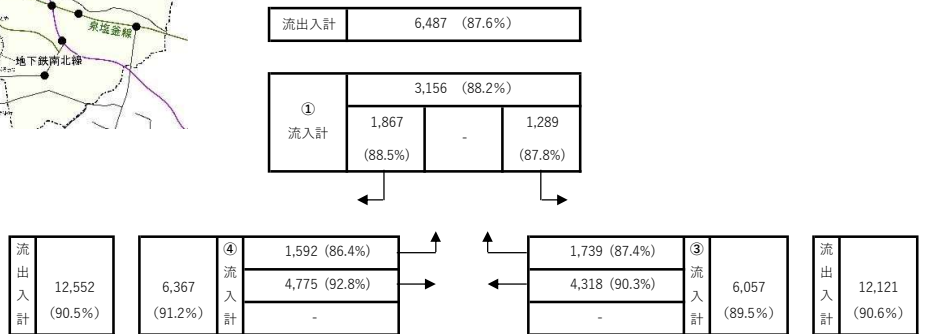 泉塩釜線
地下鉄南北線
流出入計 6,487 (87.6%)
① 流入計
3,156 (88.2%)
1,867 (88.5%)
-
1,289 (87.8%)
流出入計
12,552 (90.5%)
6,367 (91.2%)
④ 流入計
1,592 (86.4%)
4,775 (92.8%)
-
1,739 (87.4%)
4,318 (90.3%)
-
③ 流入計
6,057 (89.5%)
流出入計
12,121 (90.6%)